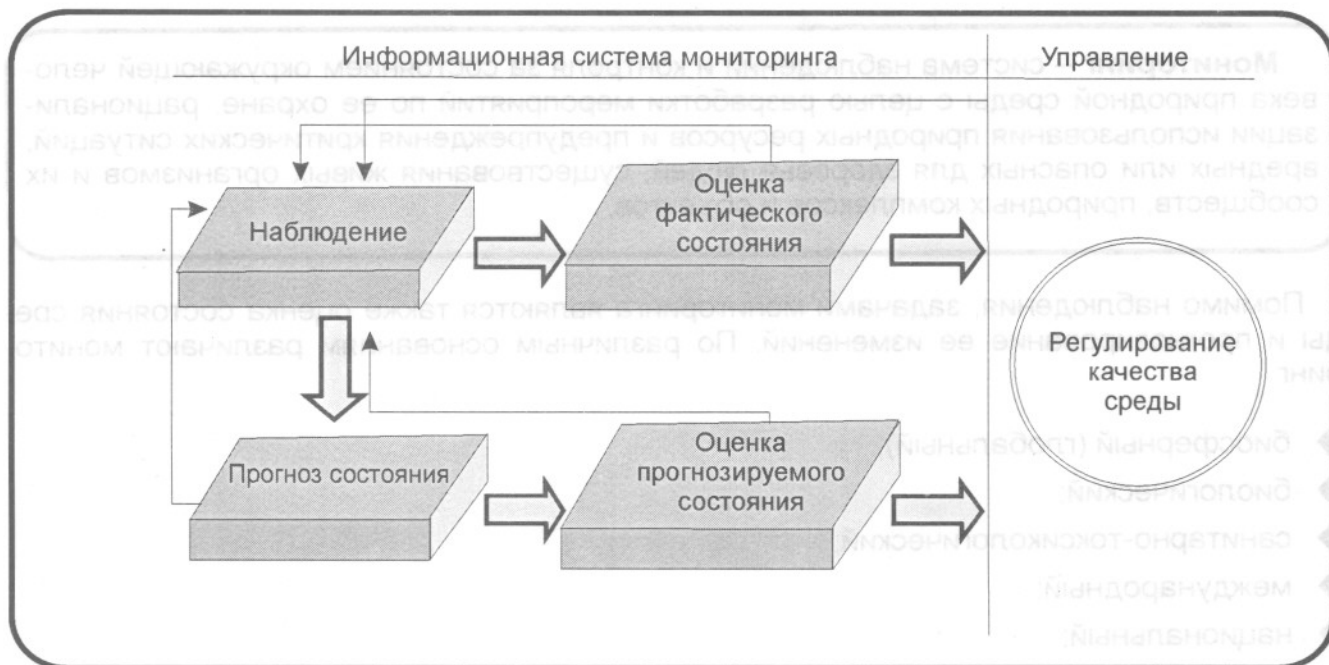 Информационная система мониторинга
Управление
Мониторинг – система наблюдений и контроля за состоянием окружающей чело-
века природной среды с целью разработки мероприятий по ее охране, рационали-
зации использования природных ресурсов и предупреждения критических ситуаций,
вредных или опасных для здоровья людей, существования живых организмов и их
сообществ, природных комплексов и
Наблюдение
Оценка
фактического
состояния
Помимо наблюдения, задачами мониторинга являются также оценка состояния сре
ды и прогнозирование ее изменений. По различным основаниям различают монито
ринг
Регулирование
качества
среды
Прогноз состояния
Оценка
прогнозируемого
состояния
биосферный (глобальный)
биологический
санитарно-токсикологический
международный
национальный